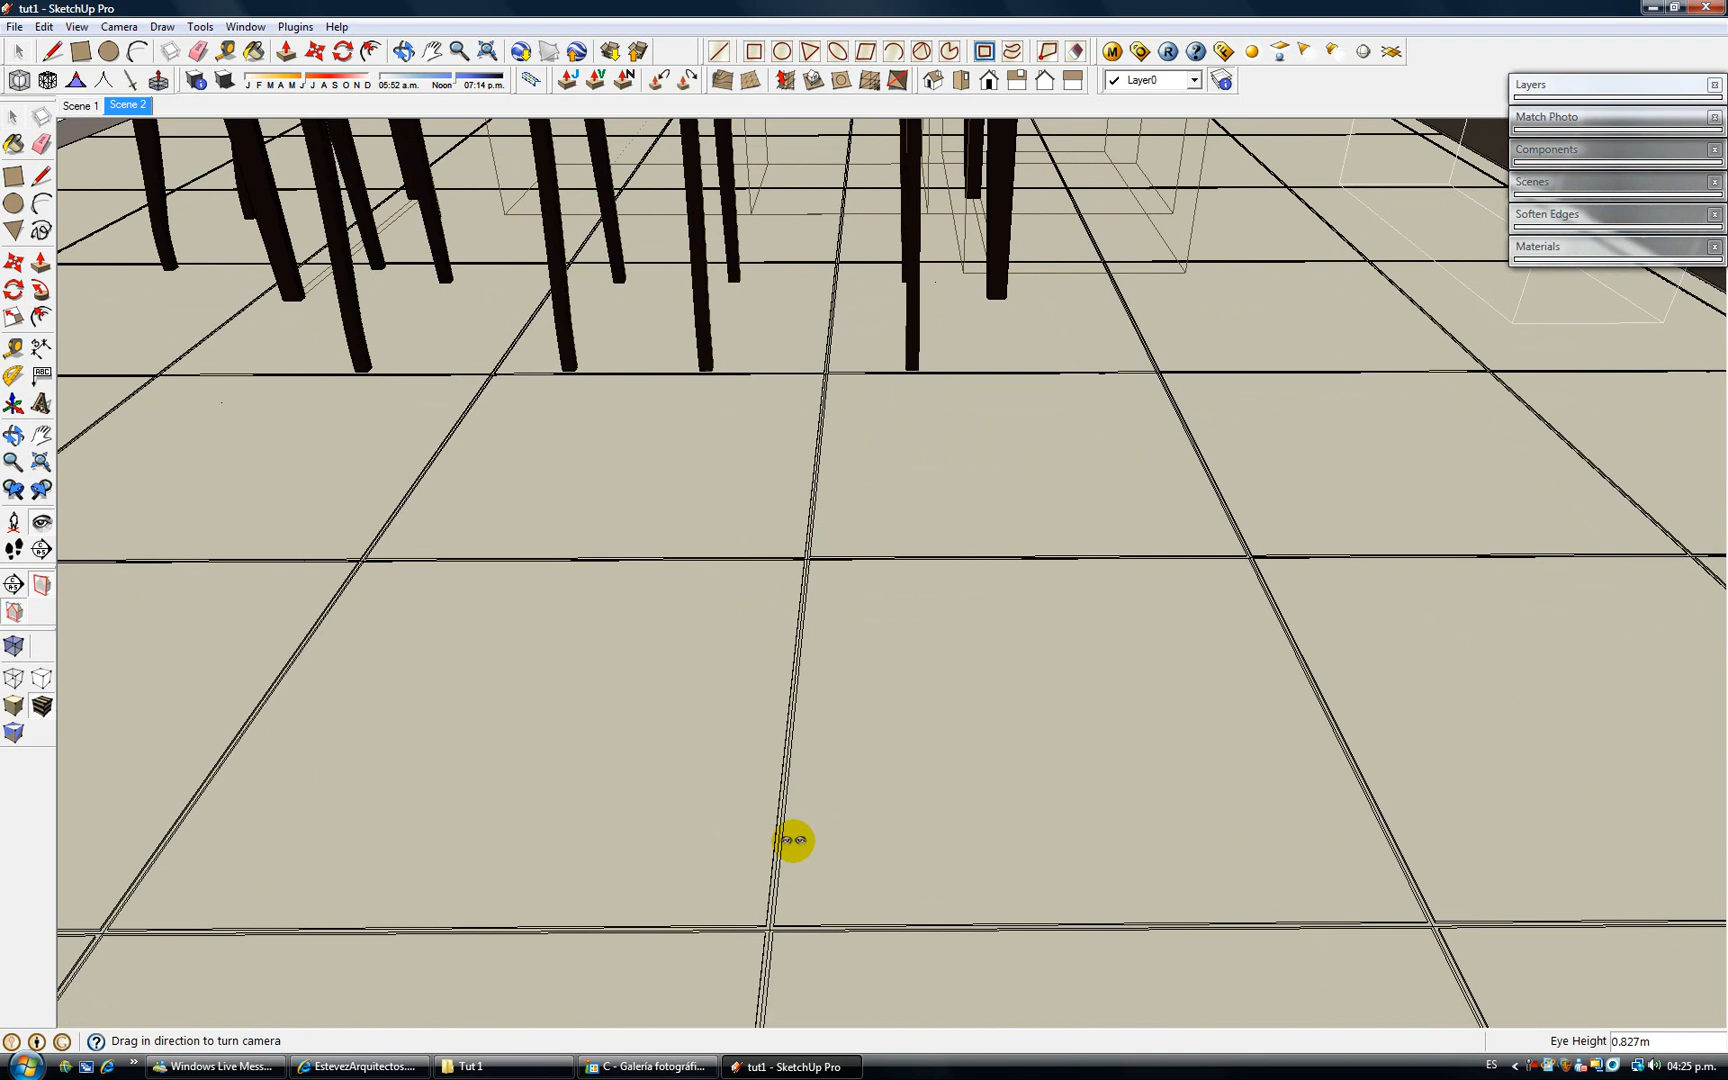 tut1 - SketchUp Pro
File Edit View Camera Draw Tools Window Plugins Help
J F M A M J J A S O N D 05:52 a.m. Noon 07:14 p.m. Layer0
Scene 1 Scene 2
Layers
Match Photo
Components
Scenes
Soften Edges
Materials
ABC
Drag in direction to turn camera
Eye Height 0.827m
Windows Live Mess... EstevezArquitectos.... Tut 1 C - Galería fotográfi... tut1 - SketchUp Pro ES 04:25 p.m.